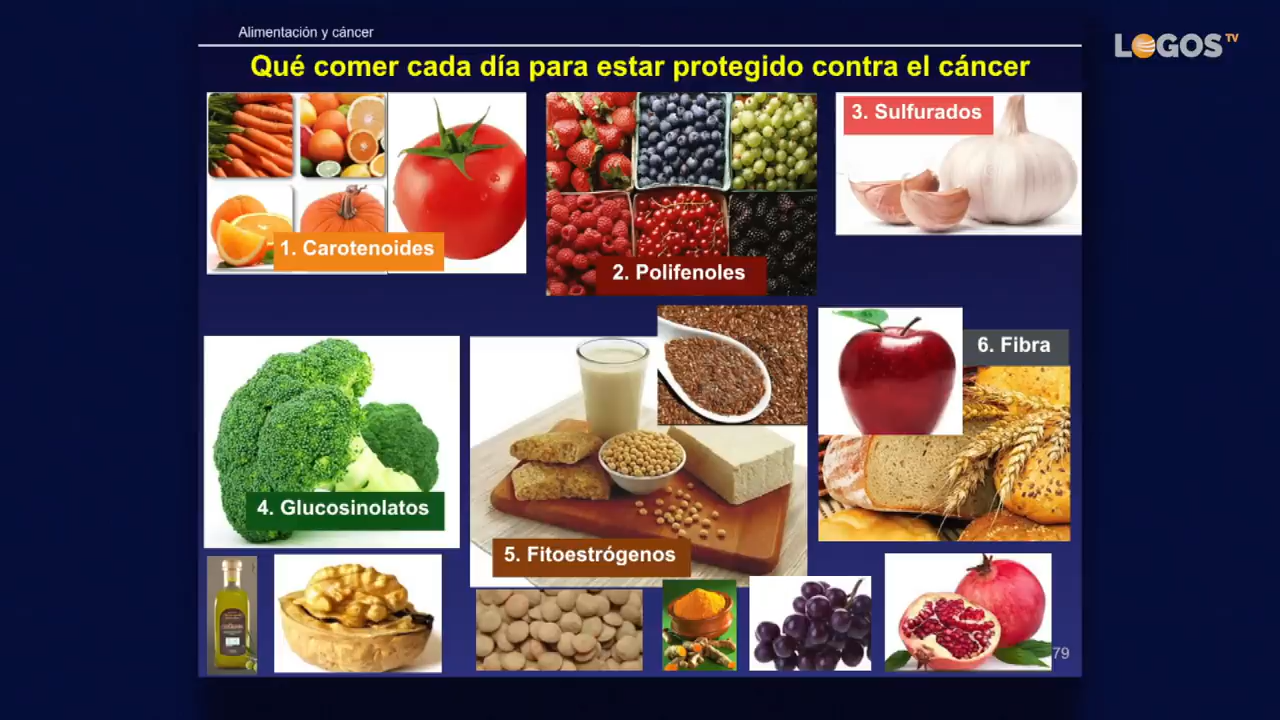 Alimentación y cáncer
LOGOS TV
Qué comer cada día para estar protegido contra el cáncer
1. Carotenoides
2. Polifenoles
3. Sulfurados
4. Glucosinolatos
5. Fitoestrógenos
6. Fibra
79